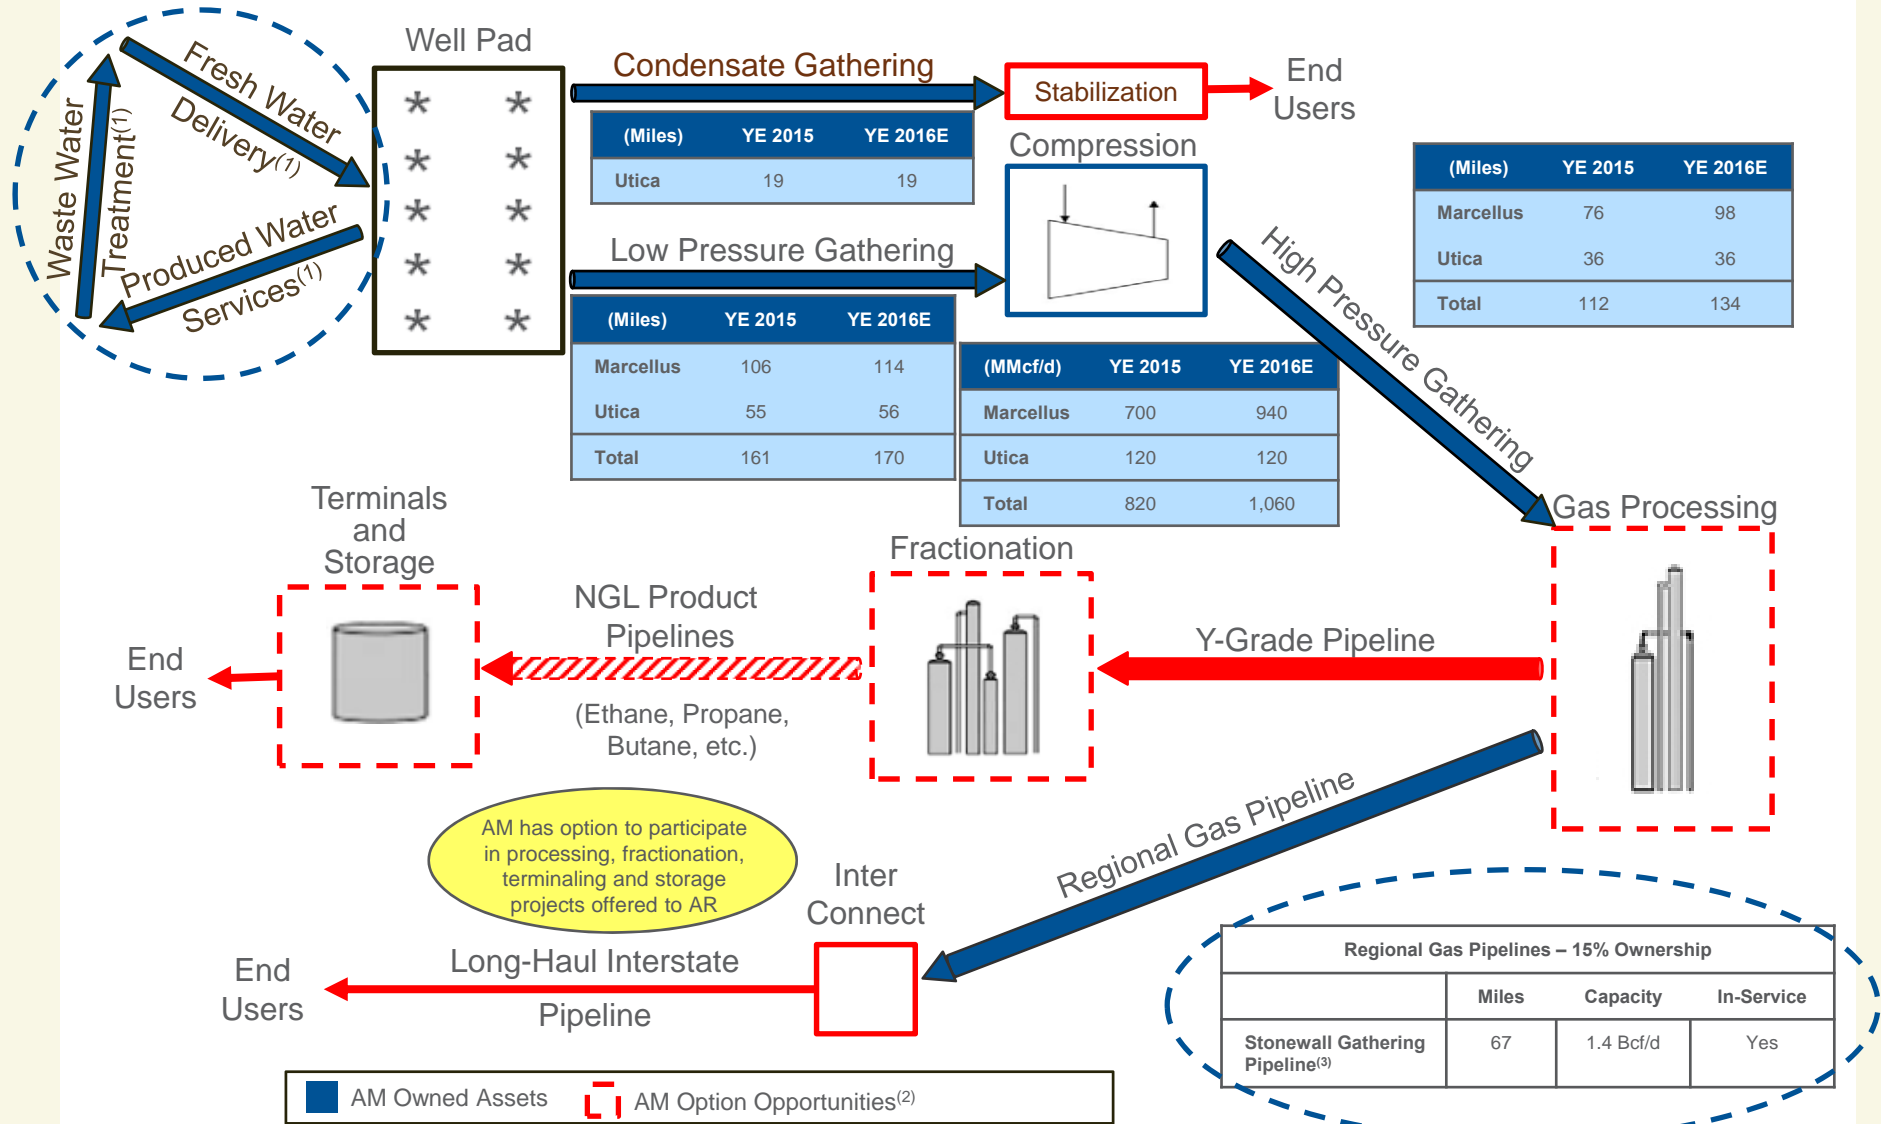 Well Pad
Fresh Water
Delivery(1)
Waste Water
Treatment(1)
Produced Water
Services(1)
* *
* *
* *
* *
* *
Condensate Gathering
Stabilization
End
Users
(Miles) YE 2015 YE 2016E
Utica 19 19
Compression
Low Pressure Gathering
(Miles) YE 2015 YE 2016E
Marcellus 106 114
Utica 55 56
Total 161 170
(MMcf/d) YE 2015 YE 2016E
Marcellus 700 940
Utica 120 120
Total 820 1,060
High Pressure Gathering
(Miles) YE 2015 YE 2016E
Marcellus 76 98
Utica 36 36
Total 112 134
Gas Processing
Y-Grade Pipeline
Fractionation
NGL Product
Pipelines
(Ethane, Propane,
Butane, etc.)
Terminals
and
Storage
End
Users
Regional Gas Pipeline
AM has option to participate
in processing, fractionation,
terminaling and storage
projects offered to AR
Inter
Connect
Long-Haul Interstate
Pipeline
End
Users
Regional Gas Pipelines – 15% Ownership
Miles Capacity In-Service
Stonewall Gathering
Pipeline(3) 67 1.4 Bcf/d Yes
AM Owned Assets AM Option Opportunities(2)